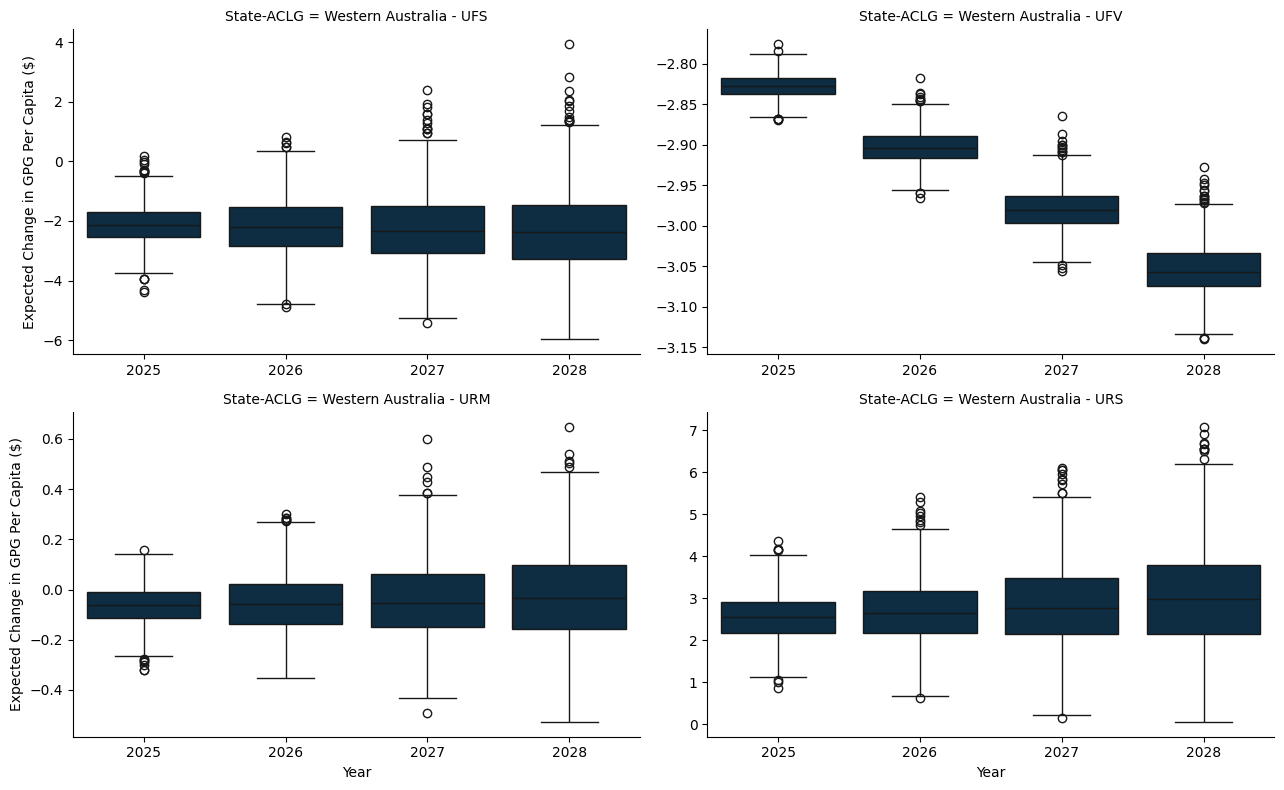 State-ACLG = Western Australia - UFS
Expected Change in GPG Per Capita ($)
4
2
0
−2
−4
−6
2025 2026 2027 2028
State-ACLG = Western Australia - UFV
−2.80
−2.85
−2.90
−2.95
−3.00
−3.05
−3.10
−3.15
2025 2026 2027 2028
State-ACLG = Western Australia - URM
Expected Change in GPG Per Capita ($)
0.6
0.4
0.2
0.0
−0.2
−0.4
2025 2026 2027 2028
Year
State-ACLG = Western Australia - URS
7
6
5
4
3
2
1
0
2025 2026 2027 2028
Year